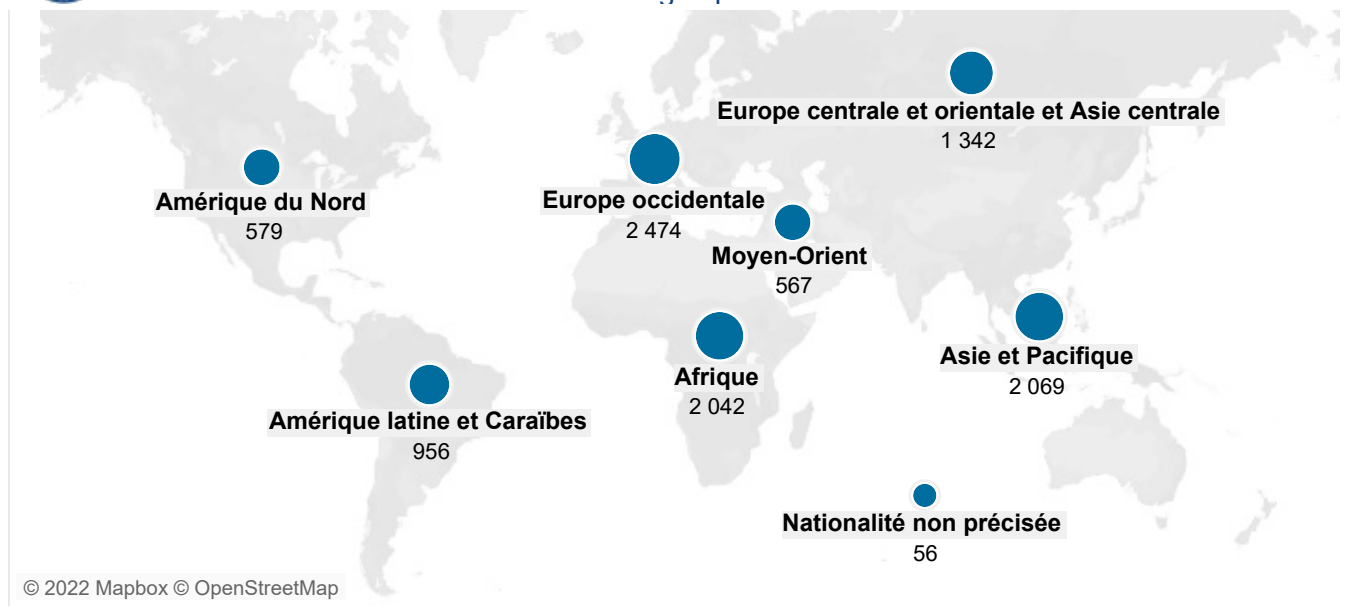 Europe centrale et orientale et Asie centrale
1 342
Amérique du Nord
579
Europe occidentale
2 474
Moyen-Orient
567
Asie et Pacifique
2 069
Afrique
2 042
Amérique latine et Caraïbes
956
Nationalité non précisée
56
© 2022 Mapbox © OpenStreetMap